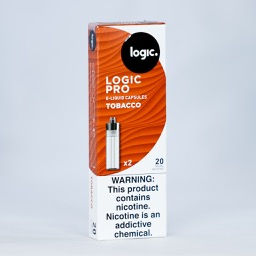 logic.
LOGIC
PRO
E-LIQUID CAPSULES
TOBACCO
x2
20
WARNING:
This product
contains
nicotine.
Nicotine is an
addictive
chemical.